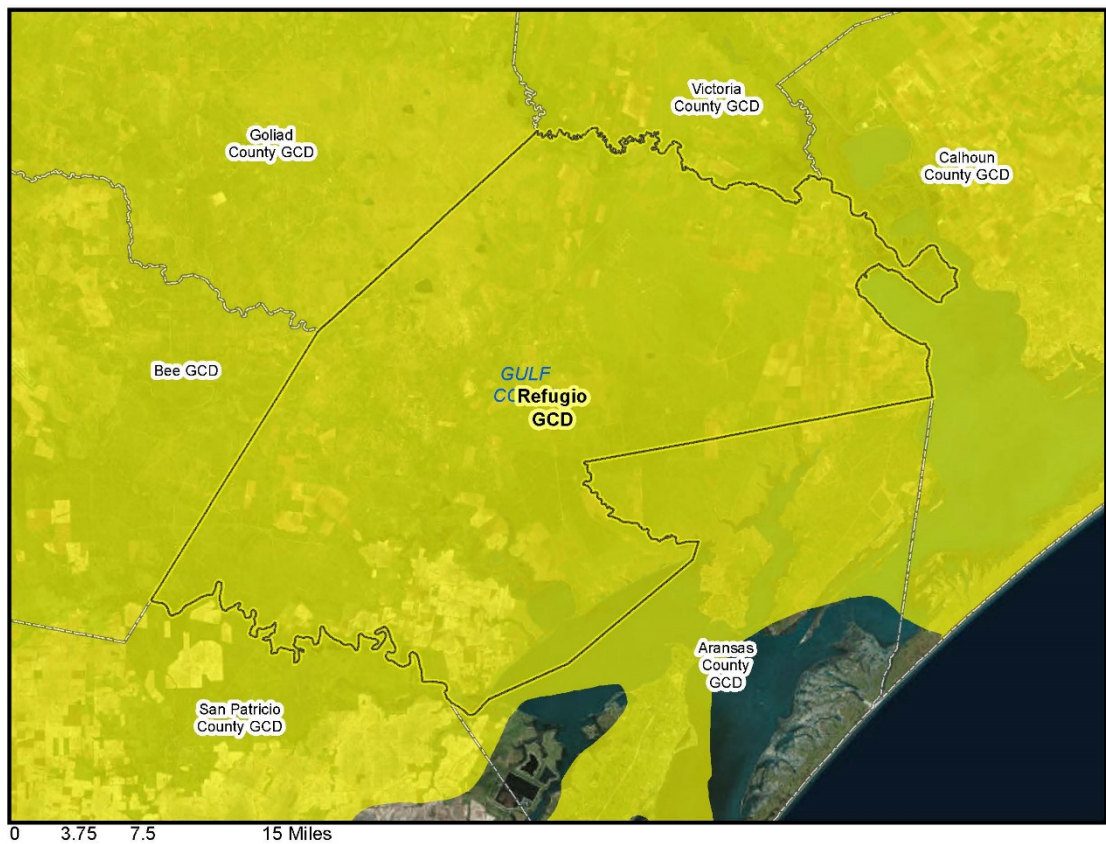 Victoria
County GCD
Goliad
County GCD
Calhoun
County GCD
Bee GCD
GULF
CO
Refugio
GCD
Aransas
County
GCD
San Patricio
County GCD
0 3.75 7.5 15 Miles